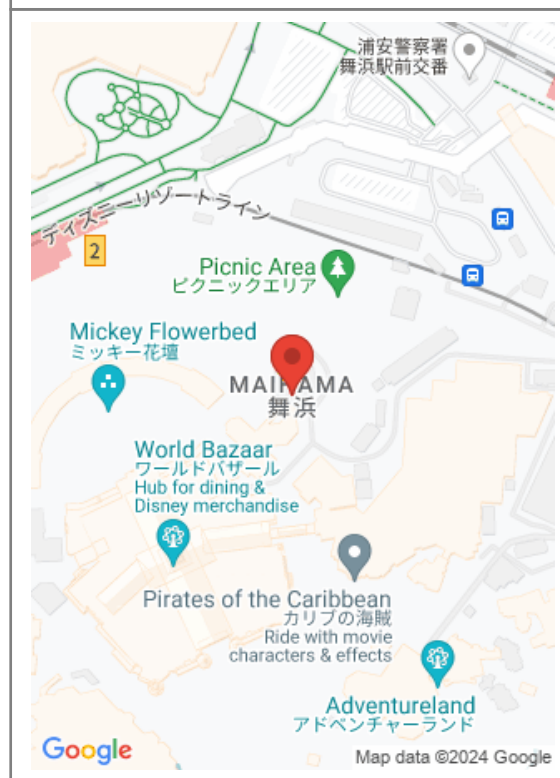 浦安警察署
舞浜駅前交番
ディズニーリゾートライン
2
Picnic Area
ピクニックエリア
Mickey Flowerbed
ミッキー花壇
MAIHAMA
舞浜
World Bazaar
ワールドバザール
Hub for dining &
Disney merchandise
Pirates of the Caribbean
カリブの海賊
Ride with movie
characters & effects
Adventureland
アドベンチャーランド
Google
Map data ©2024 Google